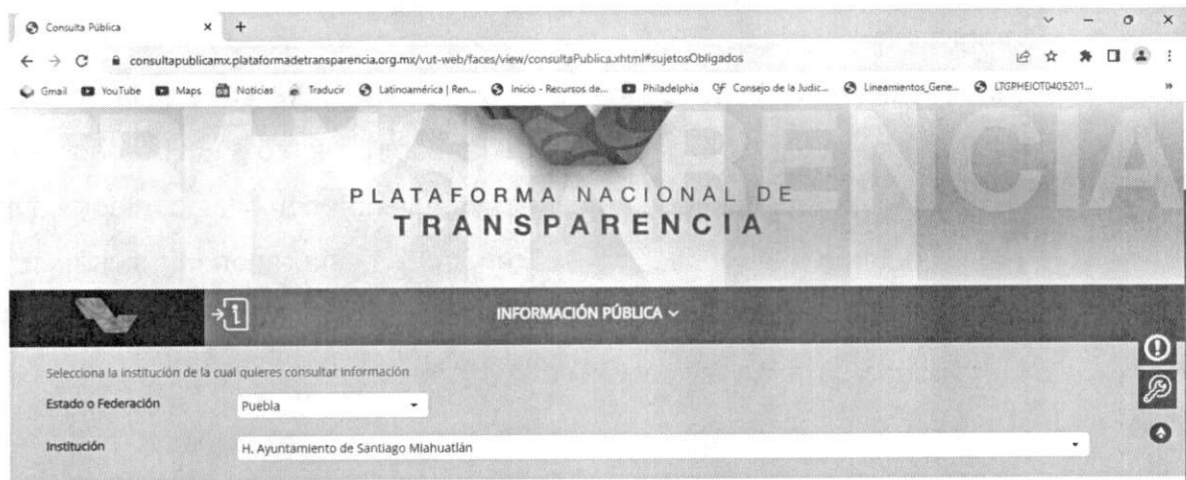 Consulta Pública
consultapublicamx.plataformadetransparencia.org.mx/vut-web/faces/view/consultaPublica.xhtml#sujetosObligados
Gmail YouTube Maps Noticias Traducir Latinoamérica | Ren... Inicio - Recursos de... Philadelphia QF Consejo de la Judic... Lineamientos_Gene... LTGPHEIOT0405201... »
RENCIA
PLATAFORMA NACIONAL DE
TRANSPARENCIA
INFORMACIÓN PÚBLICA
Selecciona la institución de la cual quieres consultar información
Estado o Federación Puebla
Institución H. Ayuntamiento de Santiago Miahuatlán